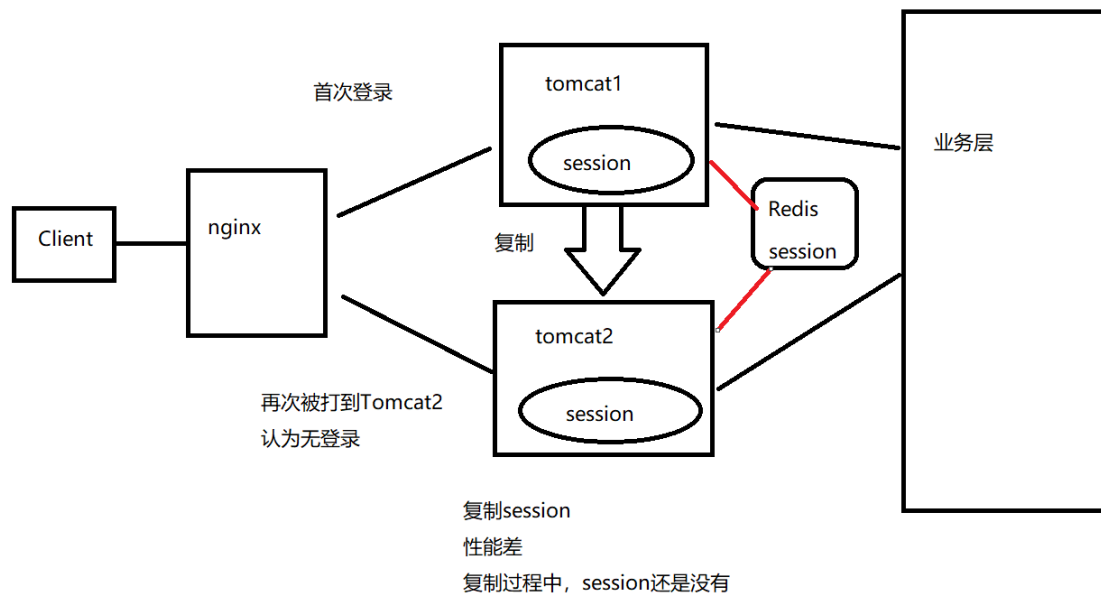 首次登录
tomcat1
session
业务层
Client
nginx
复制
Redis
session
tomcat2
session
再次被打到Tomcat2
认为无登录
复制session
性能差
复制过程中，session还是没有